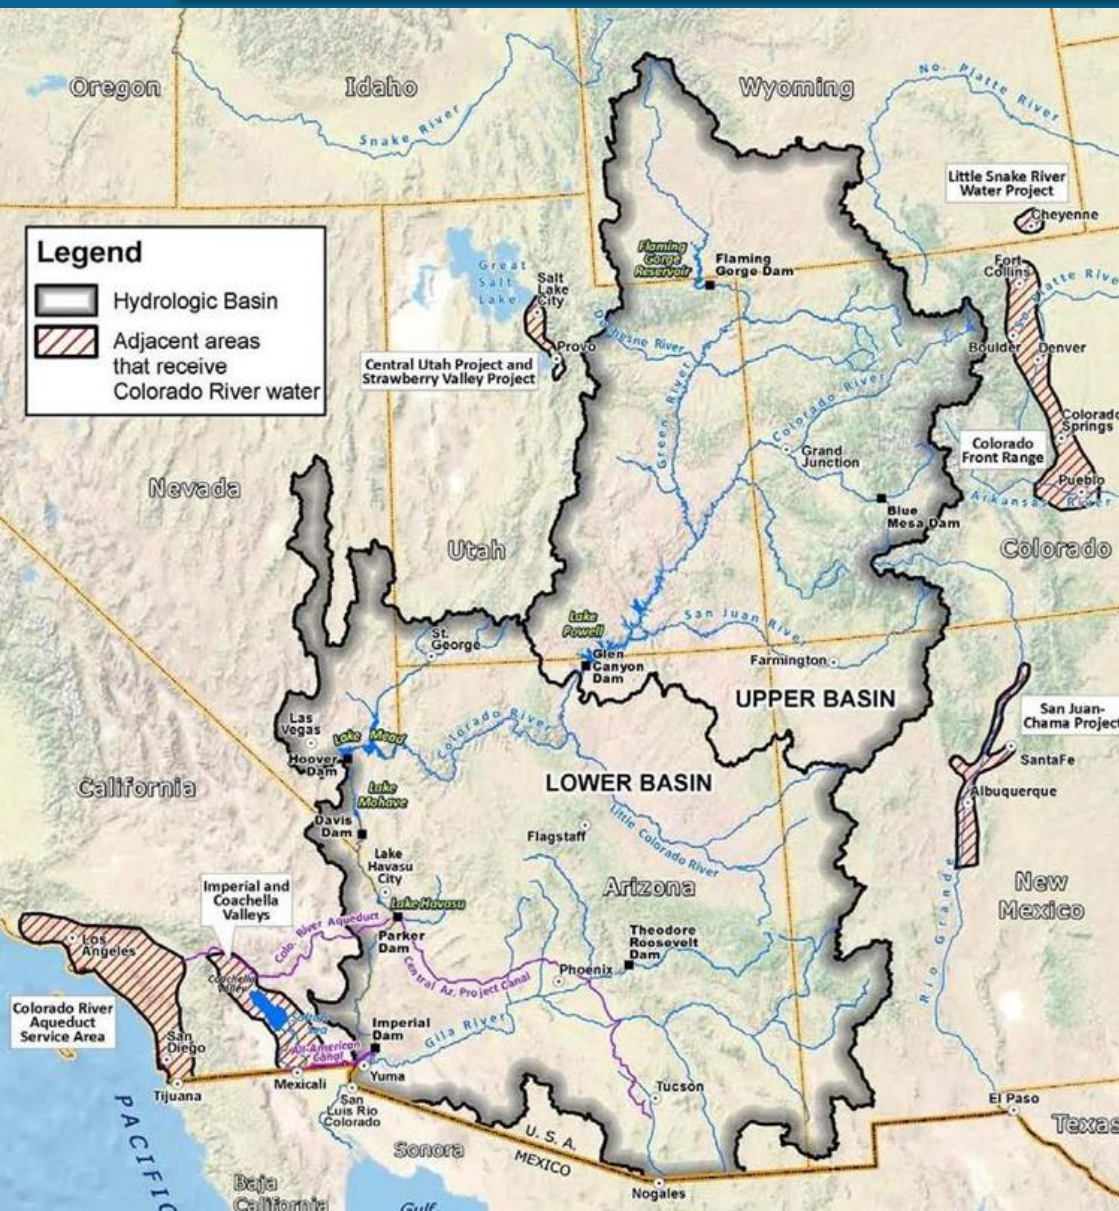 Oregon
Idaho
Wyoming
No. Platte River
Snake River
Little Snake River
Water Project
Cheyenne
Legend
Hydrologic Basin
Adjacent areas
that receive
Colorado River water
Great
Salt
Lake
Salt
Lake
City
Provo
Central Utah Project and
Strawberry Valley Project
Flaming
Gorge
Reservoir
Flaming
Gorge Dam
Fort
Collins
Boulder
Denver
Green River
Colorado River
Grand
Junction
Colorado
Springs
Colorado
Front Range
Pueblo
Arkansas River
Blue
Mesa Dam
Colorado
Nevada
Utah
St.
George
Lake
Powell
Glen
Canyon
Dam
San Juan River
Farmington
UPPER BASIN
San Juan-
Chama Project
SantaFe
Albuquerque
Las
Vegas
Hoover
Dam
Lake Mead
Colorado River
LOWER BASIN
California
Lake
Mohave
Davis
Dam
Flagstaff
Little Colorado River
Lake
Havasu
City
Lake Havasu
Arizona
New
Mexico
Rio Grande
Imperial and
Coachella
Valleys
Colo. River Aqueduct
Parker
Dam
Central Az. Project Canal
Theodore
Roosevelt
Dam
Phoenix
Los
Angeles
Coachella
Valley
Salton
Sea
Colorado River
Aqueduct
Service Area
San
Diego
All-American
Canal
Imperial
Dam
Gilla River
Yuma
Tijuana
Mexicali
San
Luis Rio
Colorado
Tucson
El Paso
Texas
PACIFIC
Sonora
U. S. A.
MEXICO
Nogales
Baja
California
Gulf